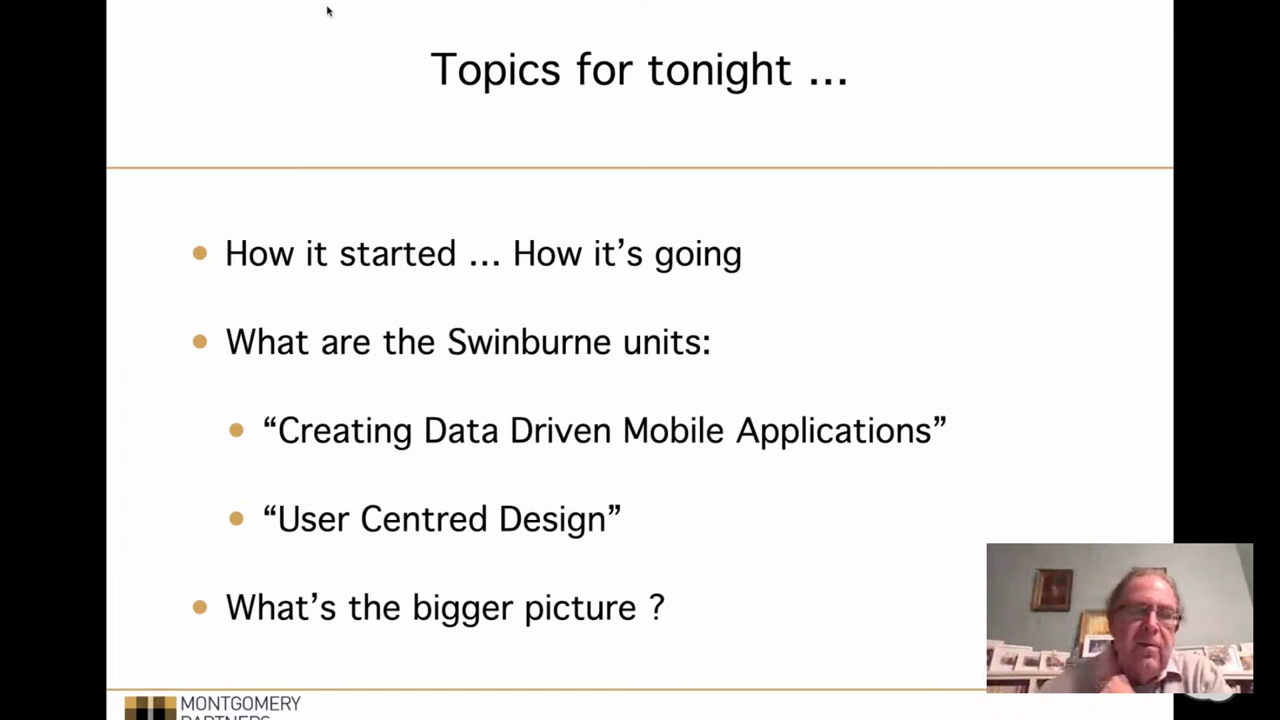 Topics for tonight ...
How it started ... How it’s going
What are the Swinburne units:
“Creating Data Driven Mobile Applications”
“User Centred Design”
What’s the bigger picture ?
MONTGOMERY
PARTNERS